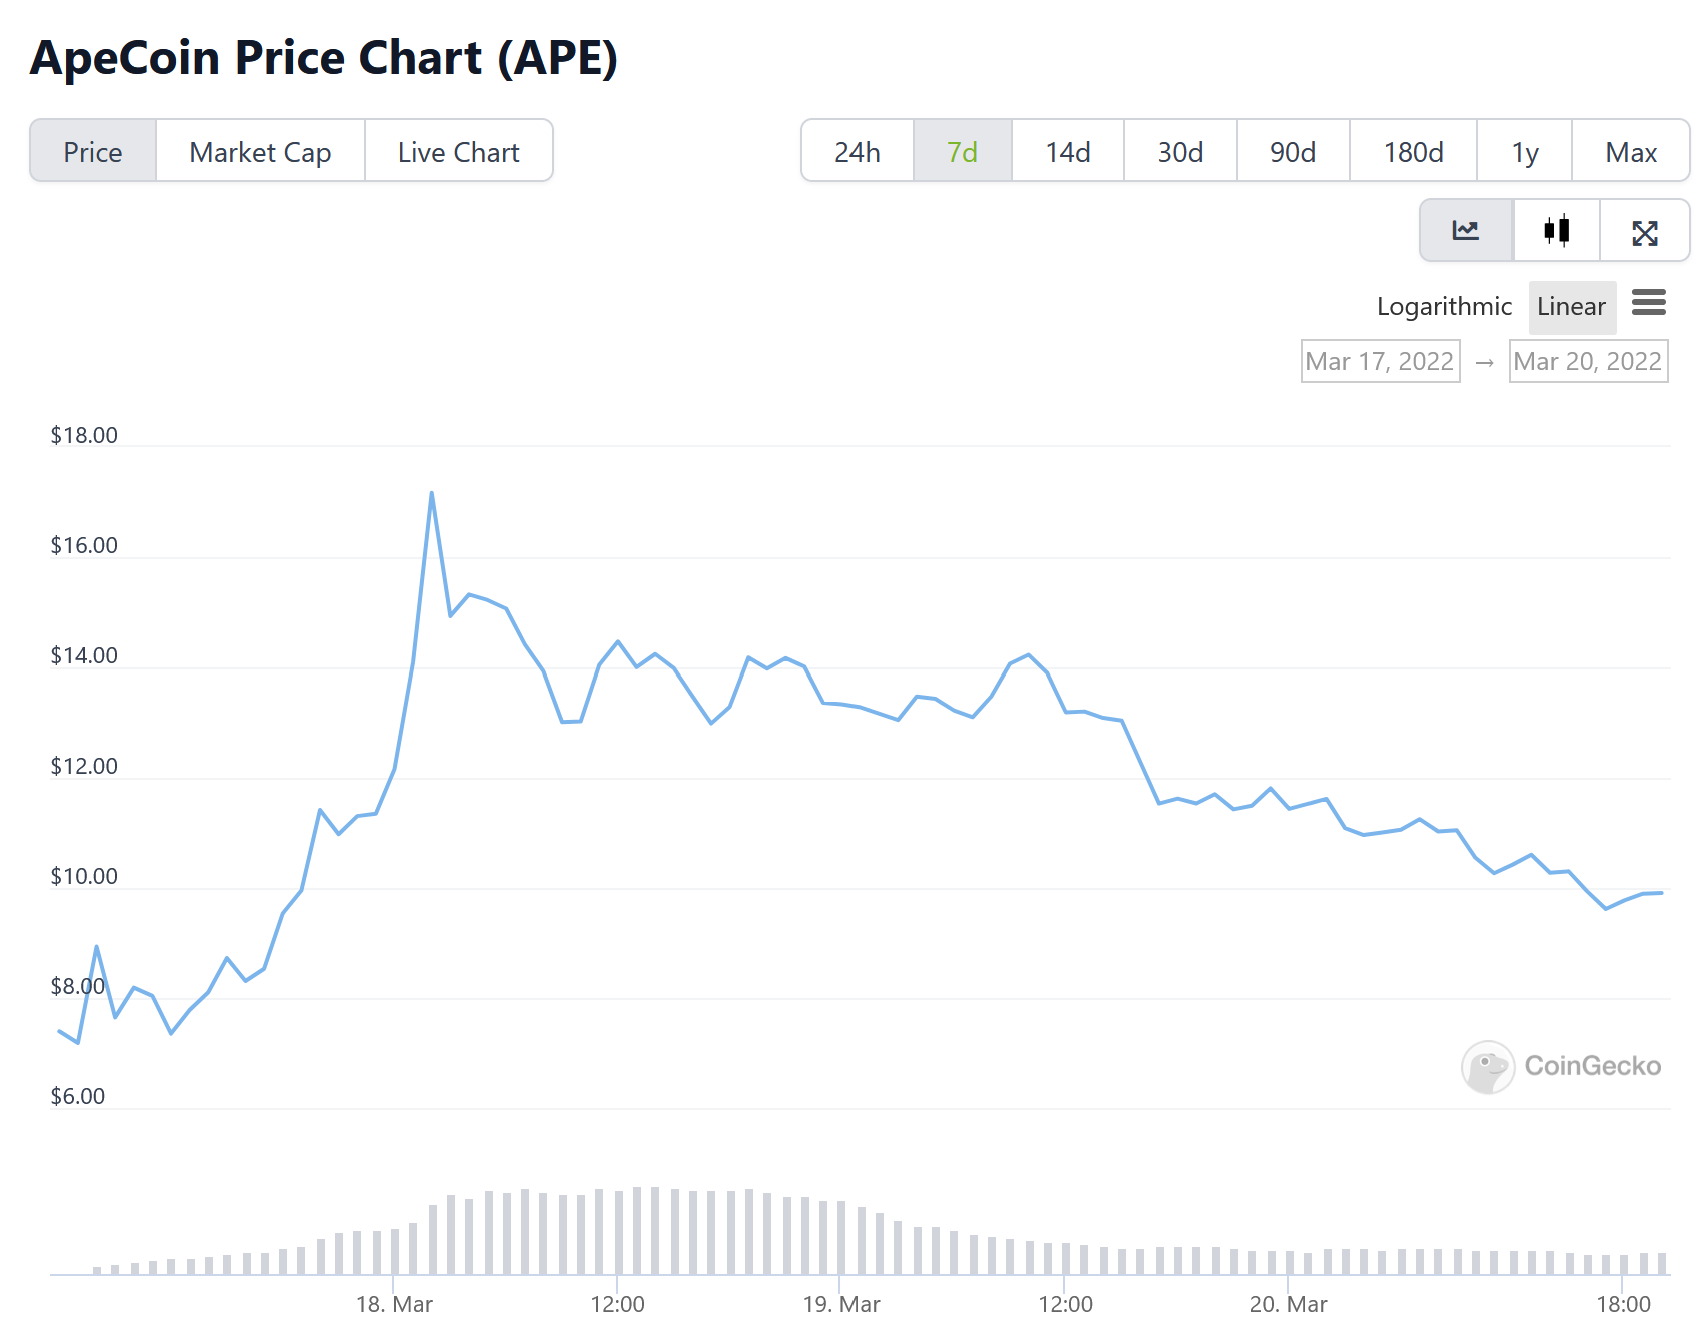 ApeCoin Price Chart (APE)
Price Market Cap Live Chart 24h 7d 14d 30d 90d 180d 1y Max
Logarithmic Linear
Mar 17, 2022 → Mar 20, 2022
$18.00
$16.00
$14.00
$12.00
$10.00
$8.00
CoinGecko
$6.00
18. Mar 12:00 19. Mar 12:00 20. Mar 18:00